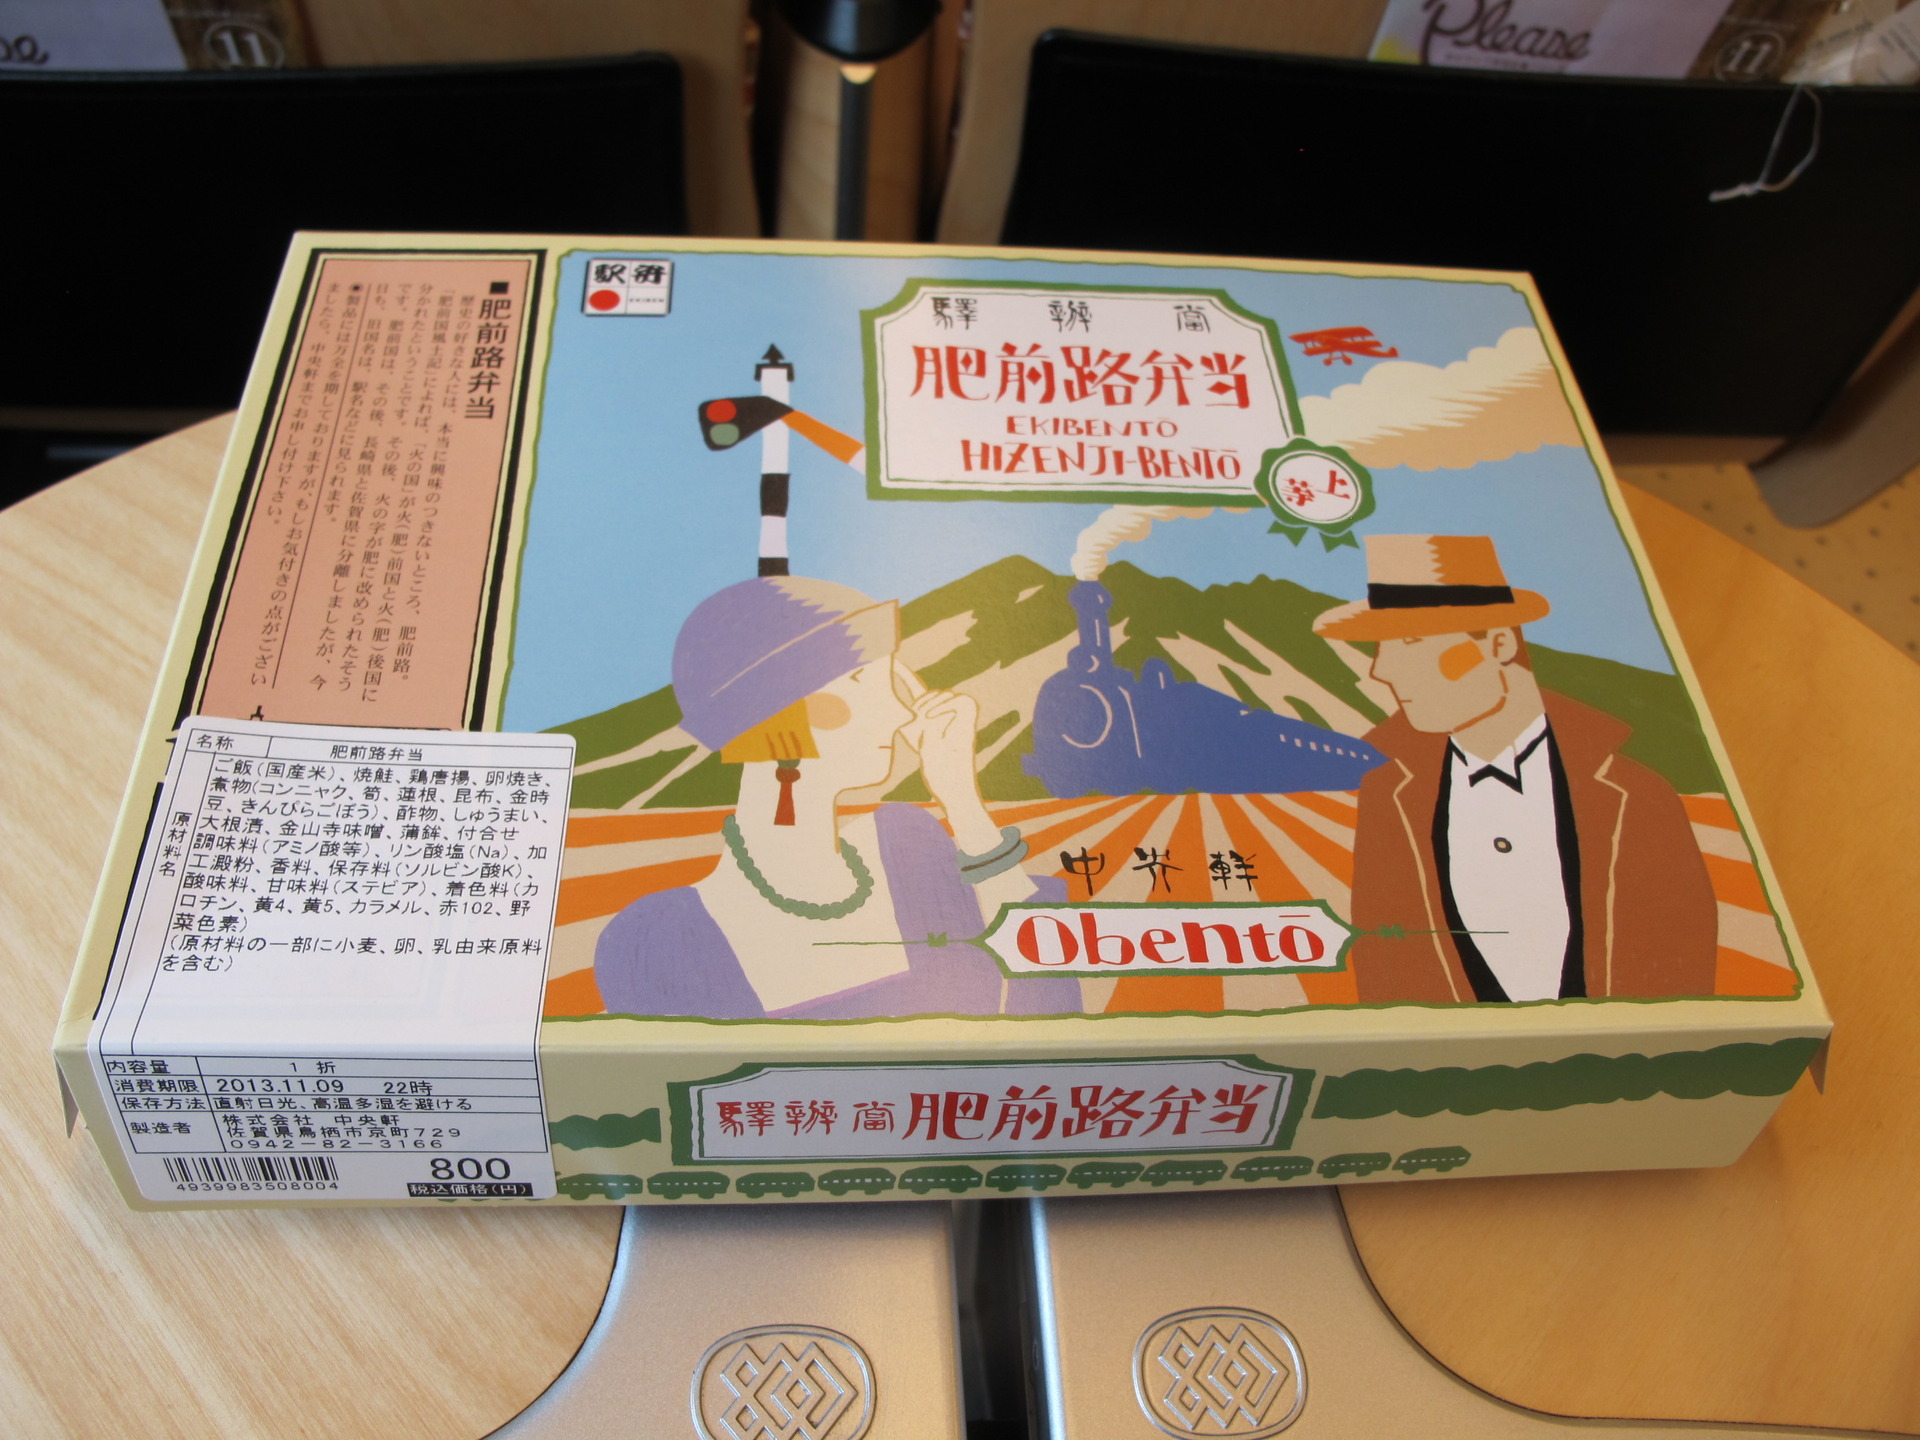 Please
11
11
駅弁
EKIBEN
驛辨當
肥前路弁当
EKIBENTŌ
HIZENJI-BENTŌ
上等
■肥前路弁当
歴史の好きな人には、本当に興味のつきないところ、肥前路。
「肥前国風土記」によれば、「火の国」が火(肥)前国と火(肥)後国に
分かれたということです。その後、火の字が肥に改められたそう
です。肥前国は、その後、長崎県と佐賀県に分離しましたが、今
日も、旧国名は、駅名などに見られます。
◉製品には万全を期しておりますが、もしお気付きの点がござい
ましたら、中央軒までお申し付け下さい。
中央軒
Obentō
名称 肥前路弁当
原材料名
ご飯(国産米)、焼鮭、鶏唐揚、卵焼き、
煮物(コンニャク、筍、蓮根、昆布、金時
豆、きんぴらごぼう)、酢物、しゅうまい、
大根漬、金山寺味噌、蒲鉾、付合せ
調味料(アミノ酸等)、リン酸塩(Na)、加
工澱粉、香料、保存料(ソルビン酸K)、
酸味料、甘味料(ステビア)、着色料(カ
ロチン、黄4、黄5、カラメル、赤102、野
菜色素)
(原材料の一部に小麦、卵、乳由来原料
を含む)
内容量 1 折
消費期限 2013.11.09 22時
保存方法 直射日光、高温多湿を避ける
製造者 株式会社 中央軒
佐賀県鳥栖市京町729
0942-82-3166
4939983508004
800
税込価格(円)
驛辨當肥前路弁当